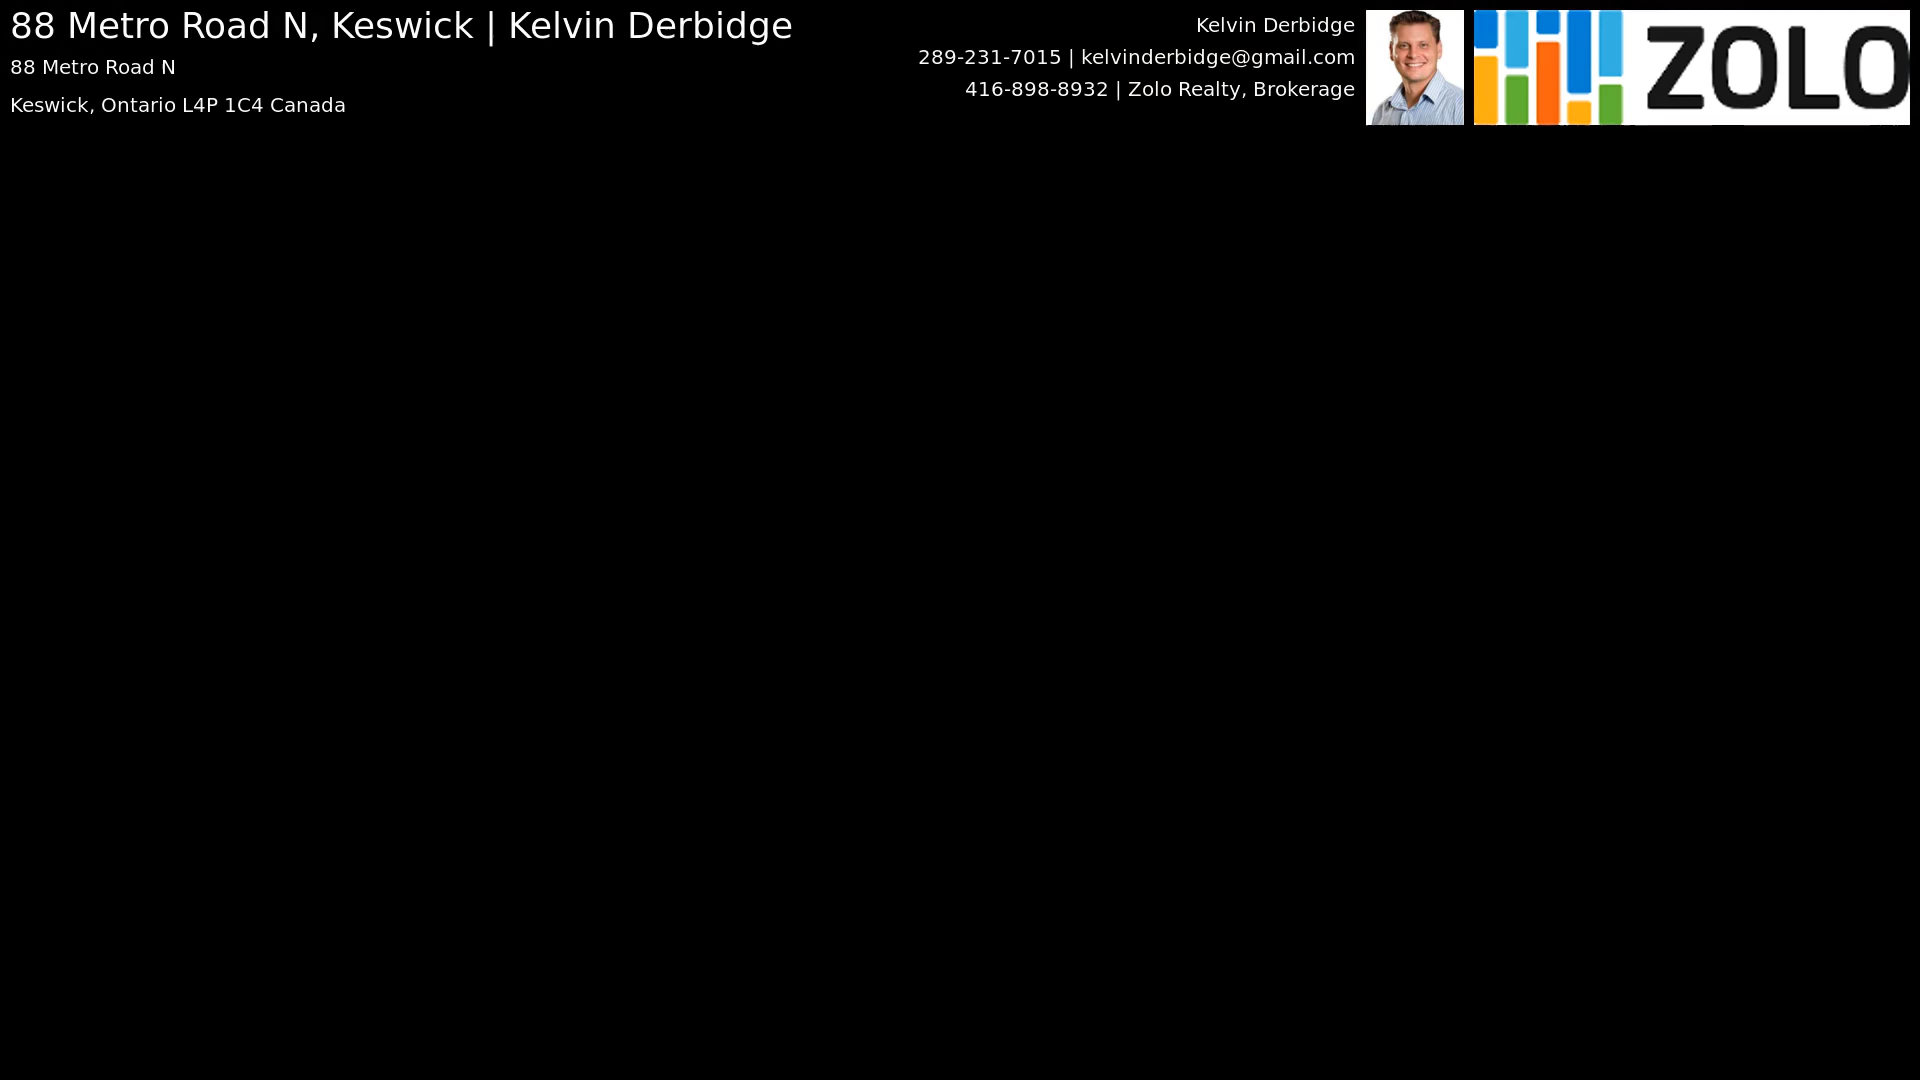 88 Metro Road N, Keswick | Kelvin Derbidge
88 Metro Road N
Keswick, Ontario L4P 1C4 Canada
Kelvin Derbidge
289-231-7015 | kelvinderbidge@gmail.com
416-898-8932 | Zolo Realty, Brokerage
ZOLO